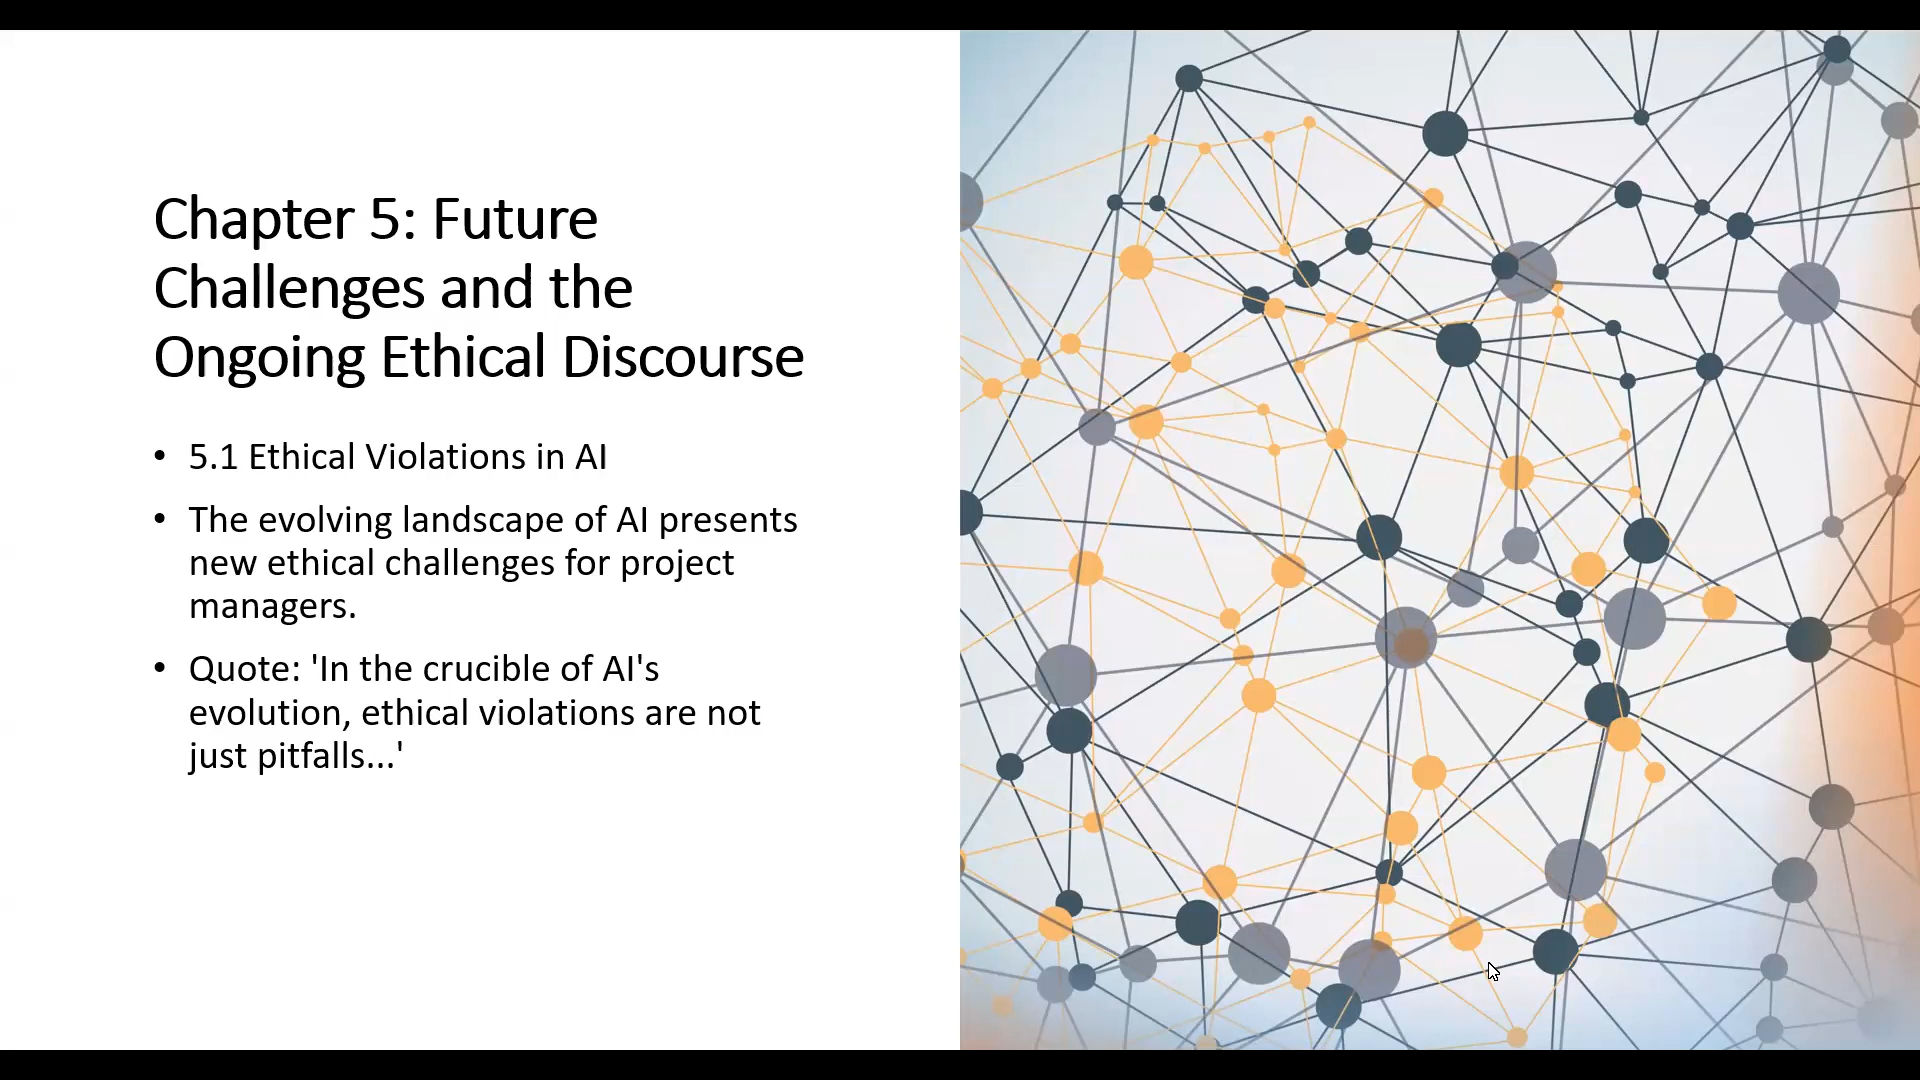 Chapter 5: Future
Challenges and the
Ongoing Ethical Discourse
• 5.1 Ethical Violations in AI
• The evolving landscape of AI presents
new ethical challenges for project
managers.
• Quote: 'In the crucible of AI's
evolution, ethical violations are not
just pitfalls...'